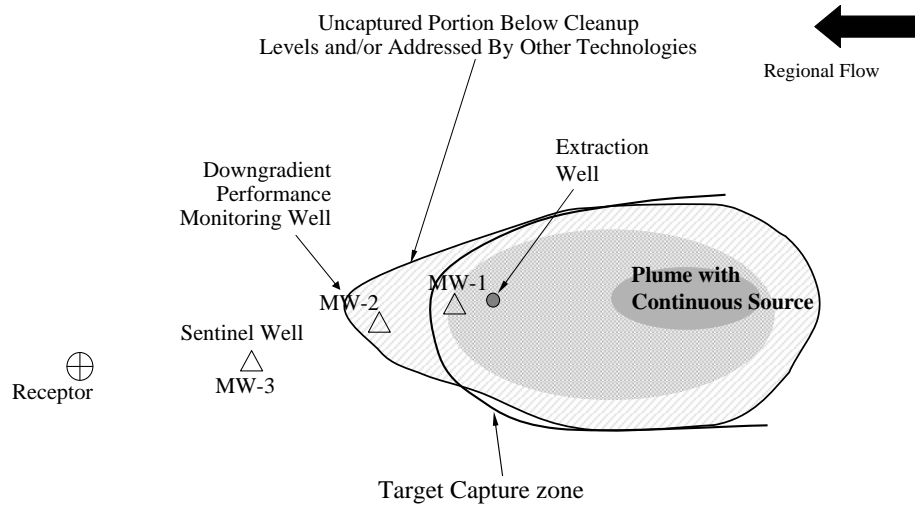 Uncaptured Portion Below Cleanup
Levels and/or Addressed By Other Technologies
Regional Flow
Extraction
Well
Downgradient
Performance
Monitoring Well
Plume with
Continuous Source
MW-1
MW-2
Sentinel Well
MW-3
Receptor
Target Capture zone